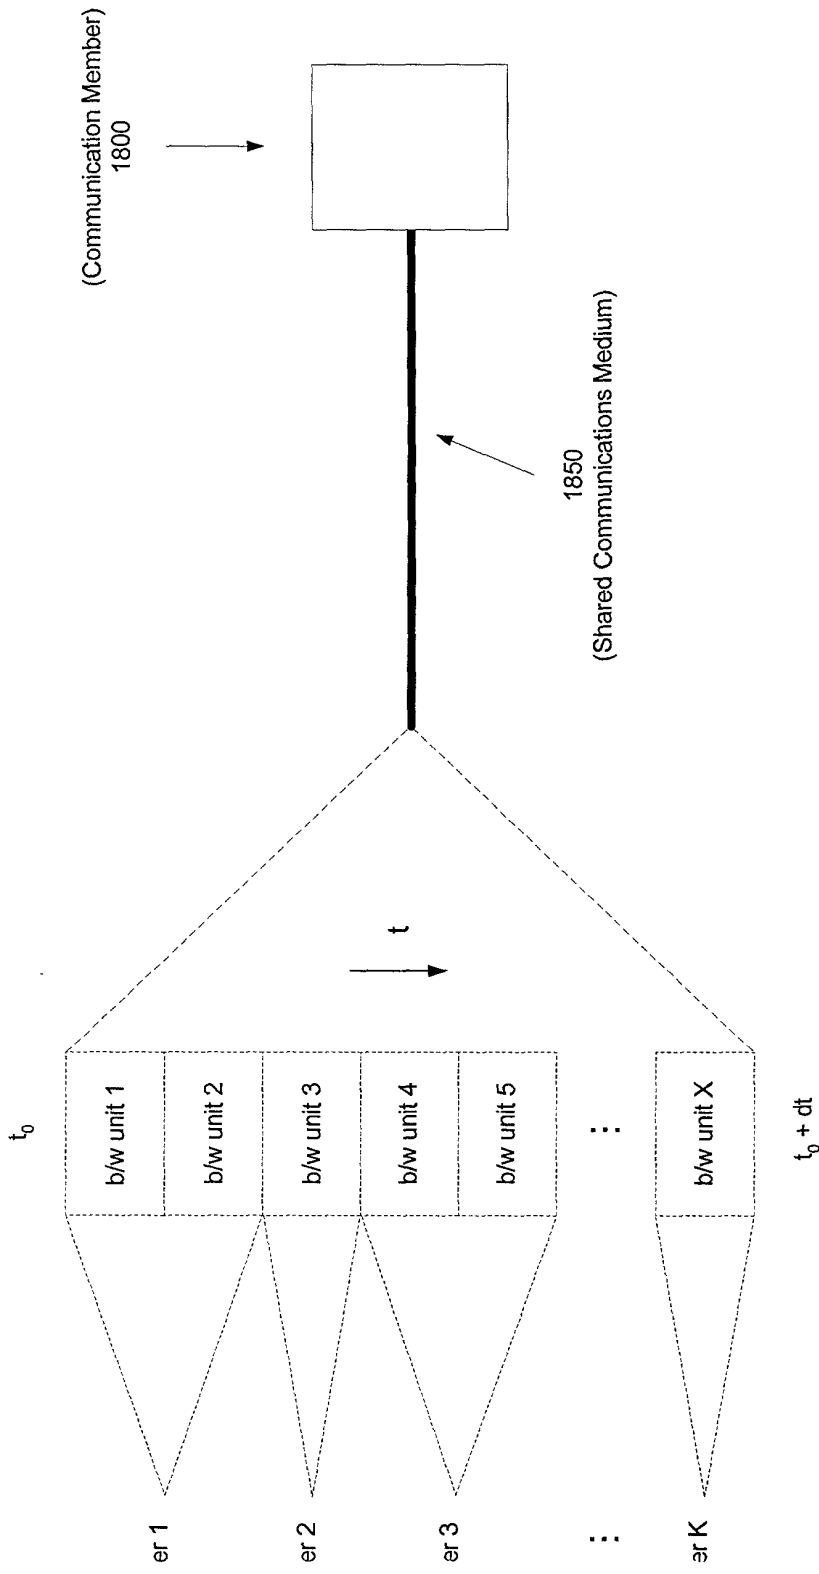 (Communication Member)
1800
1850
(Shared Communications Medium)
t
t₀
b/w unit 1
b/w unit 2
b/w unit 3
b/w unit 4
b/w unit 5
⋮
b/w unit X
t₀ + dt
er 1
er 2
er 3
⋮
er K